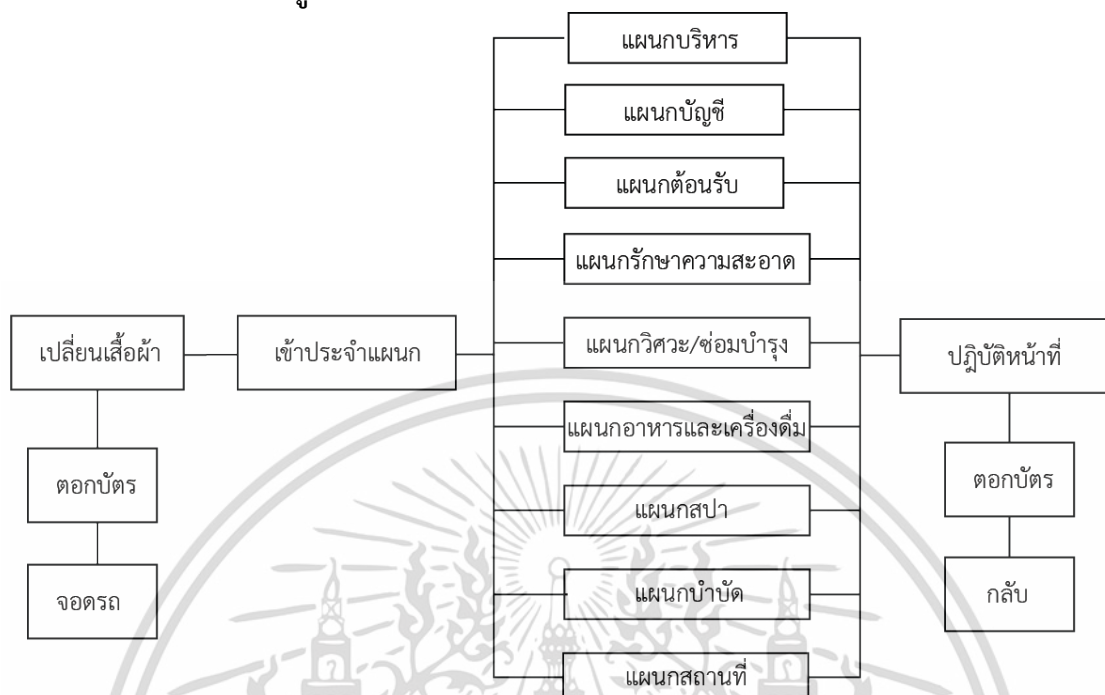 แผนกบริหาร
แผนกบัญชี
แผนกต้อนรับ
แผนกรักษาความสะอาด
เปลี่ยนเสื้อผ้า
เข้าประจำแผนก
แผนกวิศวะ/ซ่อมบำรุง
ปฎิบัติหน้าที่
แผนกอาหารและเครื่องดื่ม
ตอกบัตร
ตอกบัตร
แผนกสปา
จอดรถ
แผนกบำบัด
กลับ
แผนกสถานที่